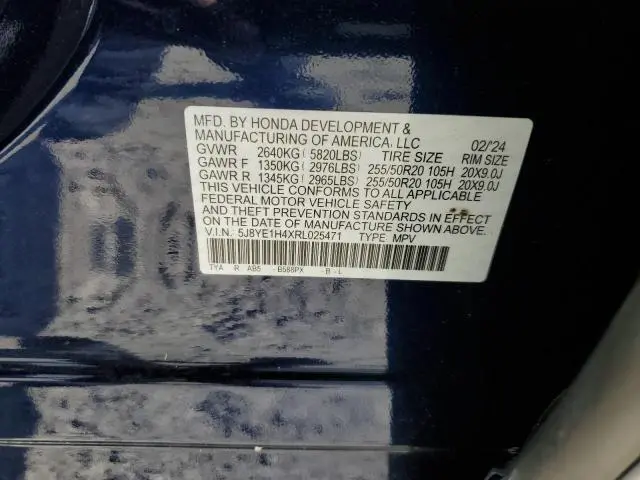 MFD. BY HONDA DEVELOPMENT &
MANUFACTURING OF AMERICA, LLC 02/24
GVWR 2640KG ( 5820LBS) TIRE SIZE RIM SIZE
GAWR F 1350KG ( 2976LBS) 255/50R20 105H 20X9.0J
GAWR R 1345KG ( 2965LBS) 255/50R20 105H 20X9.0J
THIS VEHICLE CONFORMS TO ALL APPLICABLE
FEDERAL MOTOR VEHICLE SAFETY
AND THEFT PREVENTION STANDARDS IN EFFECT
ON THE DATE OF MANUFACTURE SHOWN ABOVE.
V.I.N.: 5J8YE1H4XRL025471 TYPE MPV
TYA R AB5 -B588PX -B-L